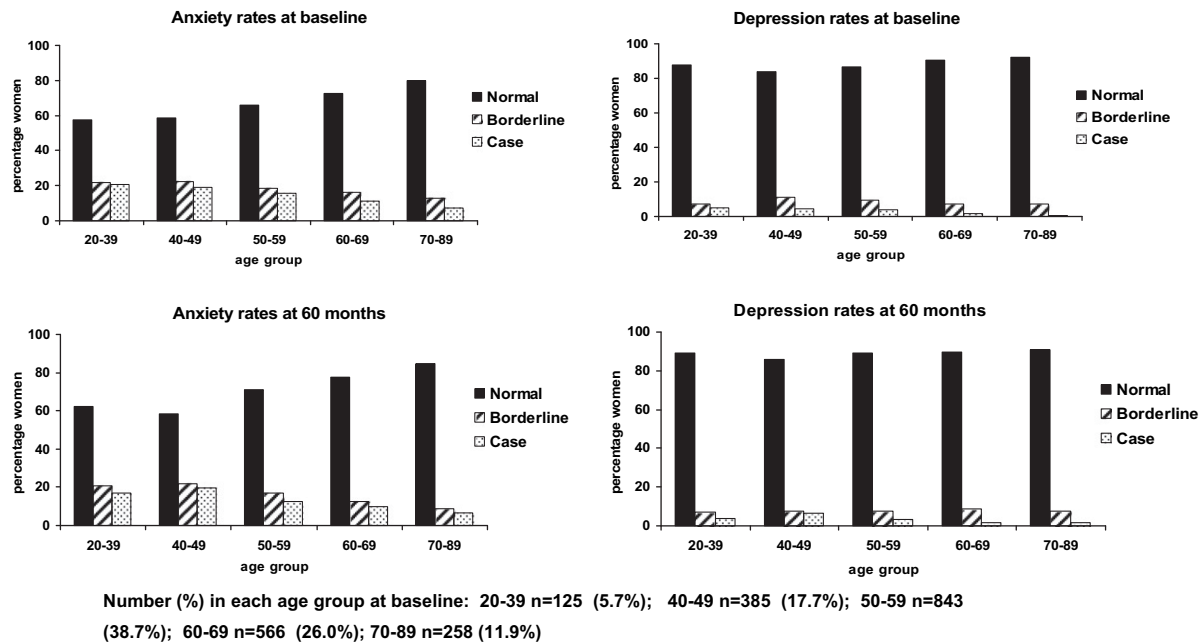 Anxiety rates at baseline
100
80
60
40
20
0
percentage women
20-39 40-49 50-59 60-69 70-89
age group
Normal
Borderline
Case
Depression rates at baseline
100
80
60
40
20
0
percentage women
20-39 40-49 50-59 60-69 70-89
age group
Normal
Borderline
Case
Anxiety rates at 60 months
100
80
60
40
20
0
percentage women
20-39 40-49 50-59 60-69 70-89
age group
Normal
Borderline
Case
Depression rates at 60 months
100
80
60
40
20
0
percentage women
20-39 40-49 50-59 60-69 70-89
age group
Normal
Borderline
Case
Number (%) in each age group at baseline: 20-39 n=125 (5.7%); 40-49 n=385 (17.7%); 50-59 n=843
(38.7%); 60-69 n=566 (26.0%); 70-89 n=258 (11.9%)